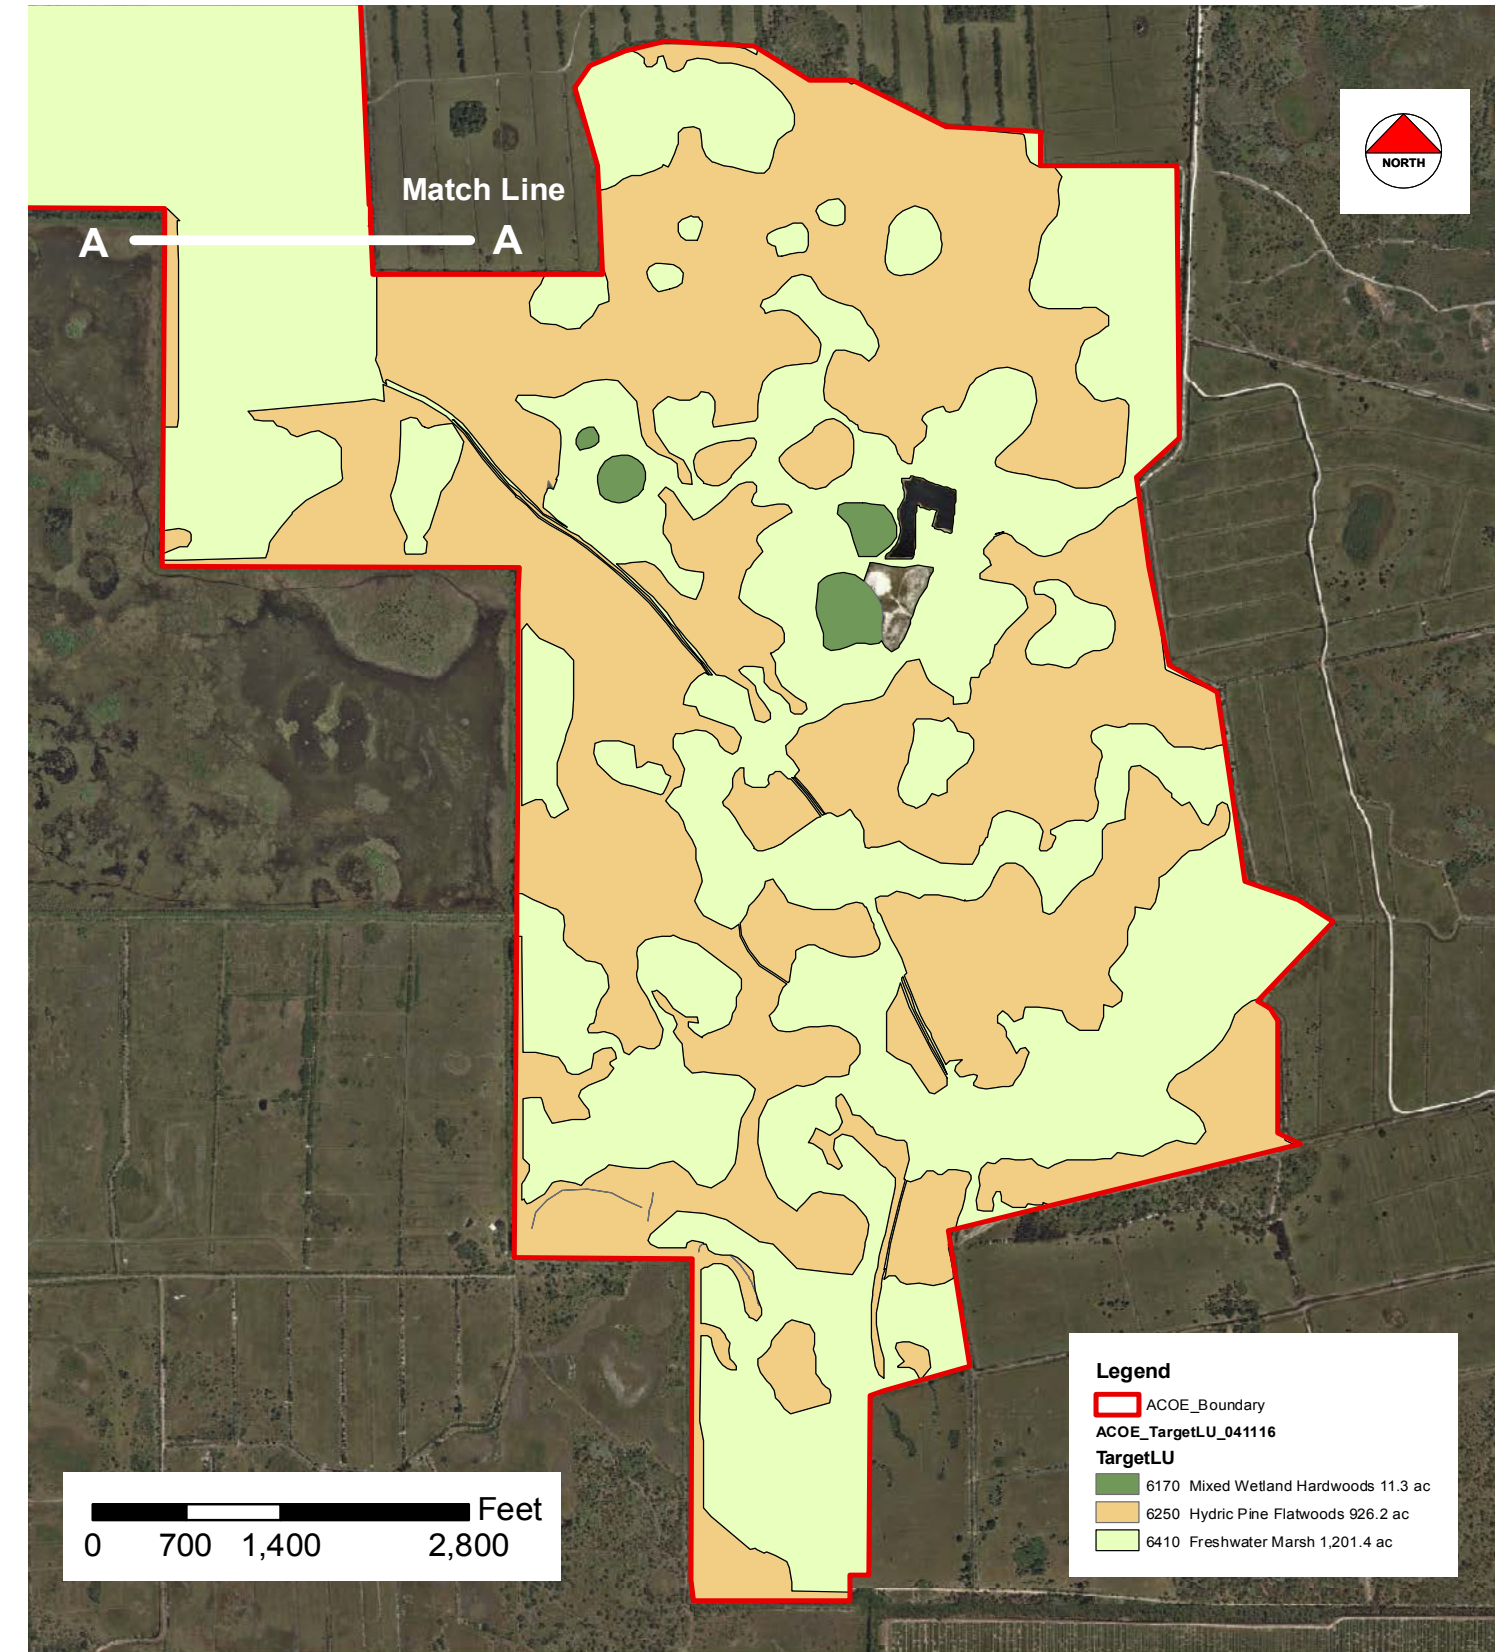 NORTH
Match Line
A A
Legend
ACOE_Boundary
ACOE_TargetLU_041116
TargetLU
6170 Mixed Wetland Hardwoods 11.3 ac
6250 Hydric Pine Flatwoods 926.2 ac
6410 Freshwater Marsh 1,201.4 ac
Feet
0 700 1,400 2,800